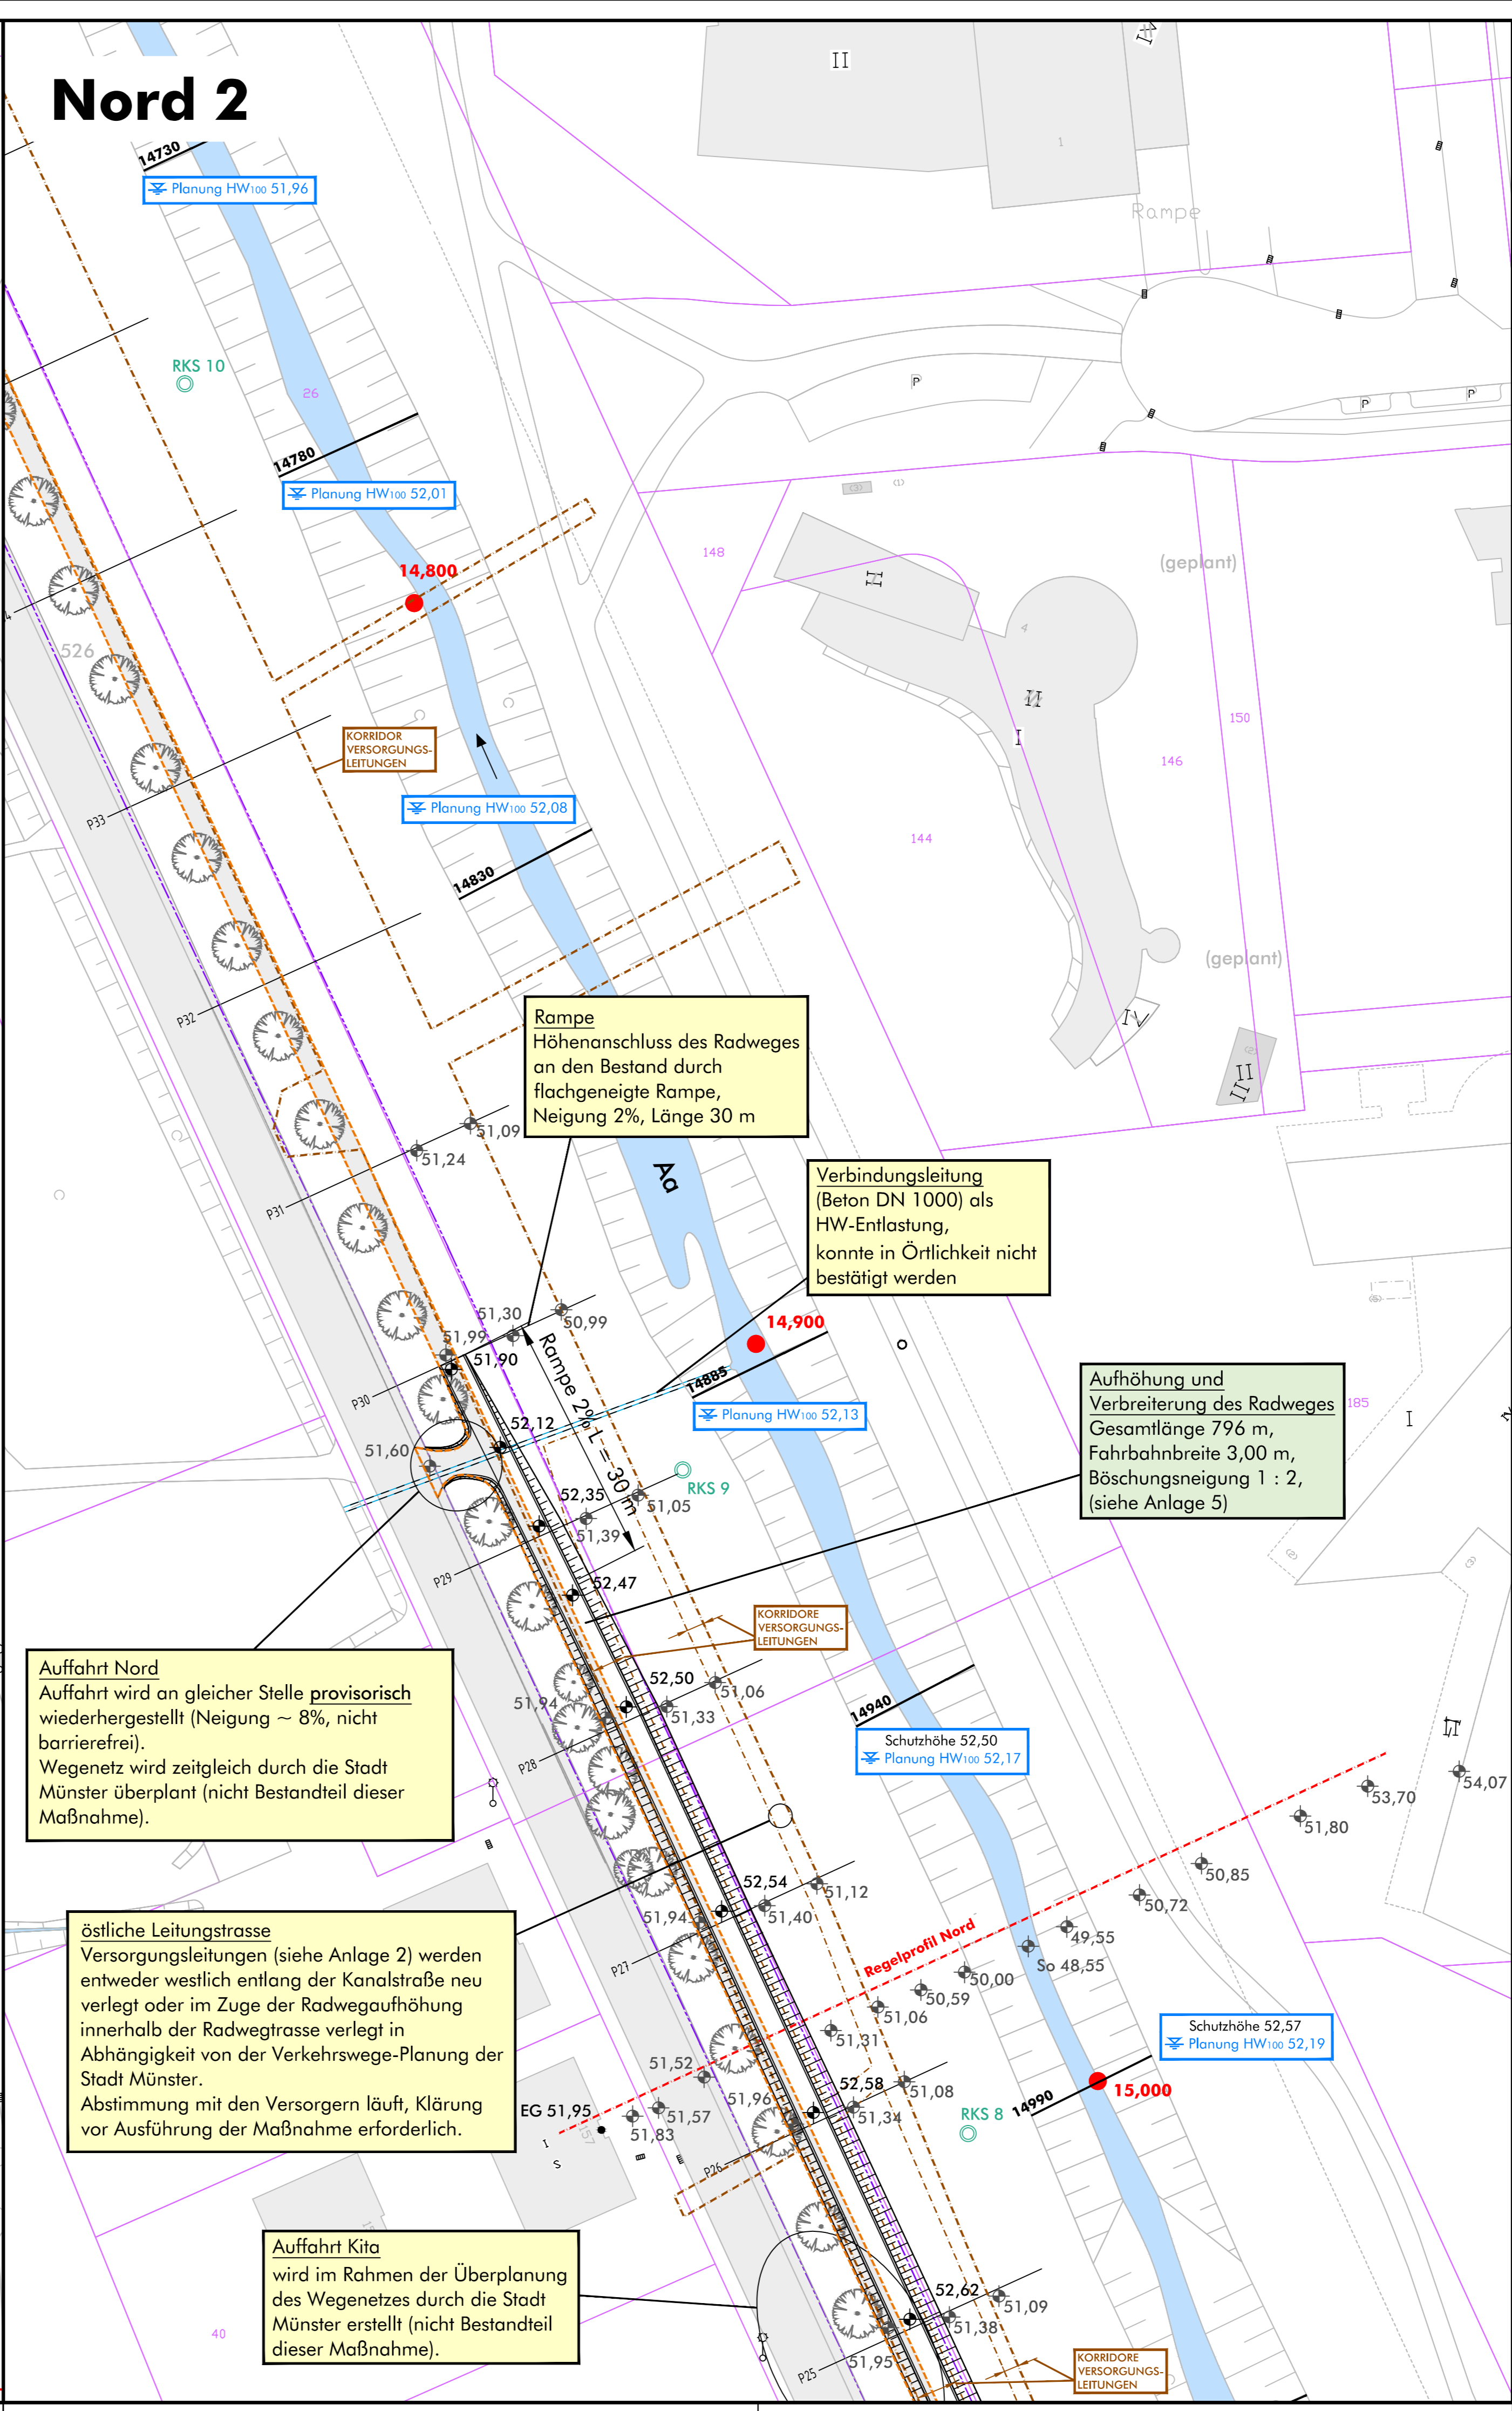 Nord 2
II
1
Rampe
14730
Planung HW100 51,96
RKS 10
26
P
P
P
14780
Planung HW100 52,01
14,800
148
(geplant)
(1)
4
II
526
KORRIDOR
VERSORGUNGS-
LEITUNGEN
I
150
146
P33
Planung HW100 52,08
144
14830
(geplant)
P32
Rampe
Höhenanschluss des Radweges
an den Bestand durch
flachgeneigte Rampe,
Neigung 2%, Länge 30 m
IV
II
51,09
51,24
Aa
Verbindungsleitung
(Beton DN 1000) als
HW-Entlastung,
konnte in Örtlichkeit nicht
bestätigt werden
P31
51,30
50,99
14,900
51,99
51,90
Rampe 2% L = 30 m
14885
Planung HW100 52,13
P30
Aufhöhung und
Verbreiterung des Radweges
Gesamtlänge 796 m,
Fahrbahnbreite 3,00 m,
Böschungsneigung 1 : 2,
(siehe Anlage 5)
185
I
52,12
51,60
RKS 9
52,35
51,05
51,39
P29
52,47
KORRIDORE
VERSORGUNGS-
LEITUNGEN
Auffahrt Nord
Auffahrt wird an gleicher Stelle provisorisch
wiederhergestellt (Neigung ~ 8%, nicht
barrierefrei).
Wegenetz wird zeitgleich durch die Stadt
Münster überplant (nicht Bestandteil dieser
Maßnahme).
52,50
51,06
51,94
51,33
14940
Schutzhöhe 52,50
Planung HW100 52,17
P28
54,07
53,70
51,80
52,54
51,12
50,85
50,72
51,94
51,40
49,55
So 48,55
Regelprofil Nord
P27
östliche Leitungstrasse
Versorgungsleitungen (siehe Anlage 2) werden
entweder westlich entlang der Kanalstraße neu
verlegt oder im Zuge der Radwegaufhöhung
innerhalb der Radwegtrasse verlegt in
Abhängigkeit von der Verkehrswege-Planung der
Stadt Münster.
Abstimmung mit den Versorgern läuft, Klärung
vor Ausführung der Maßnahme erforderlich.
50,00
50,59
51,06
51,31
Schutzhöhe 52,57
Planung HW100 52,19
51,52
52,58
51,08
15,000
51,96
51,34
EG 51,95
51,57
51,83
RKS 8
14990
I
S
P26
Auffahrt Kita
wird im Rahmen der Überplanung
des Wegenetzes durch die Stadt
Münster erstellt (nicht Bestandteil
dieser Maßnahme).
52,62
51,09
51,38
40
51,95
P25
KORRIDORE
VERSORGUNGS-
LEITUNGEN